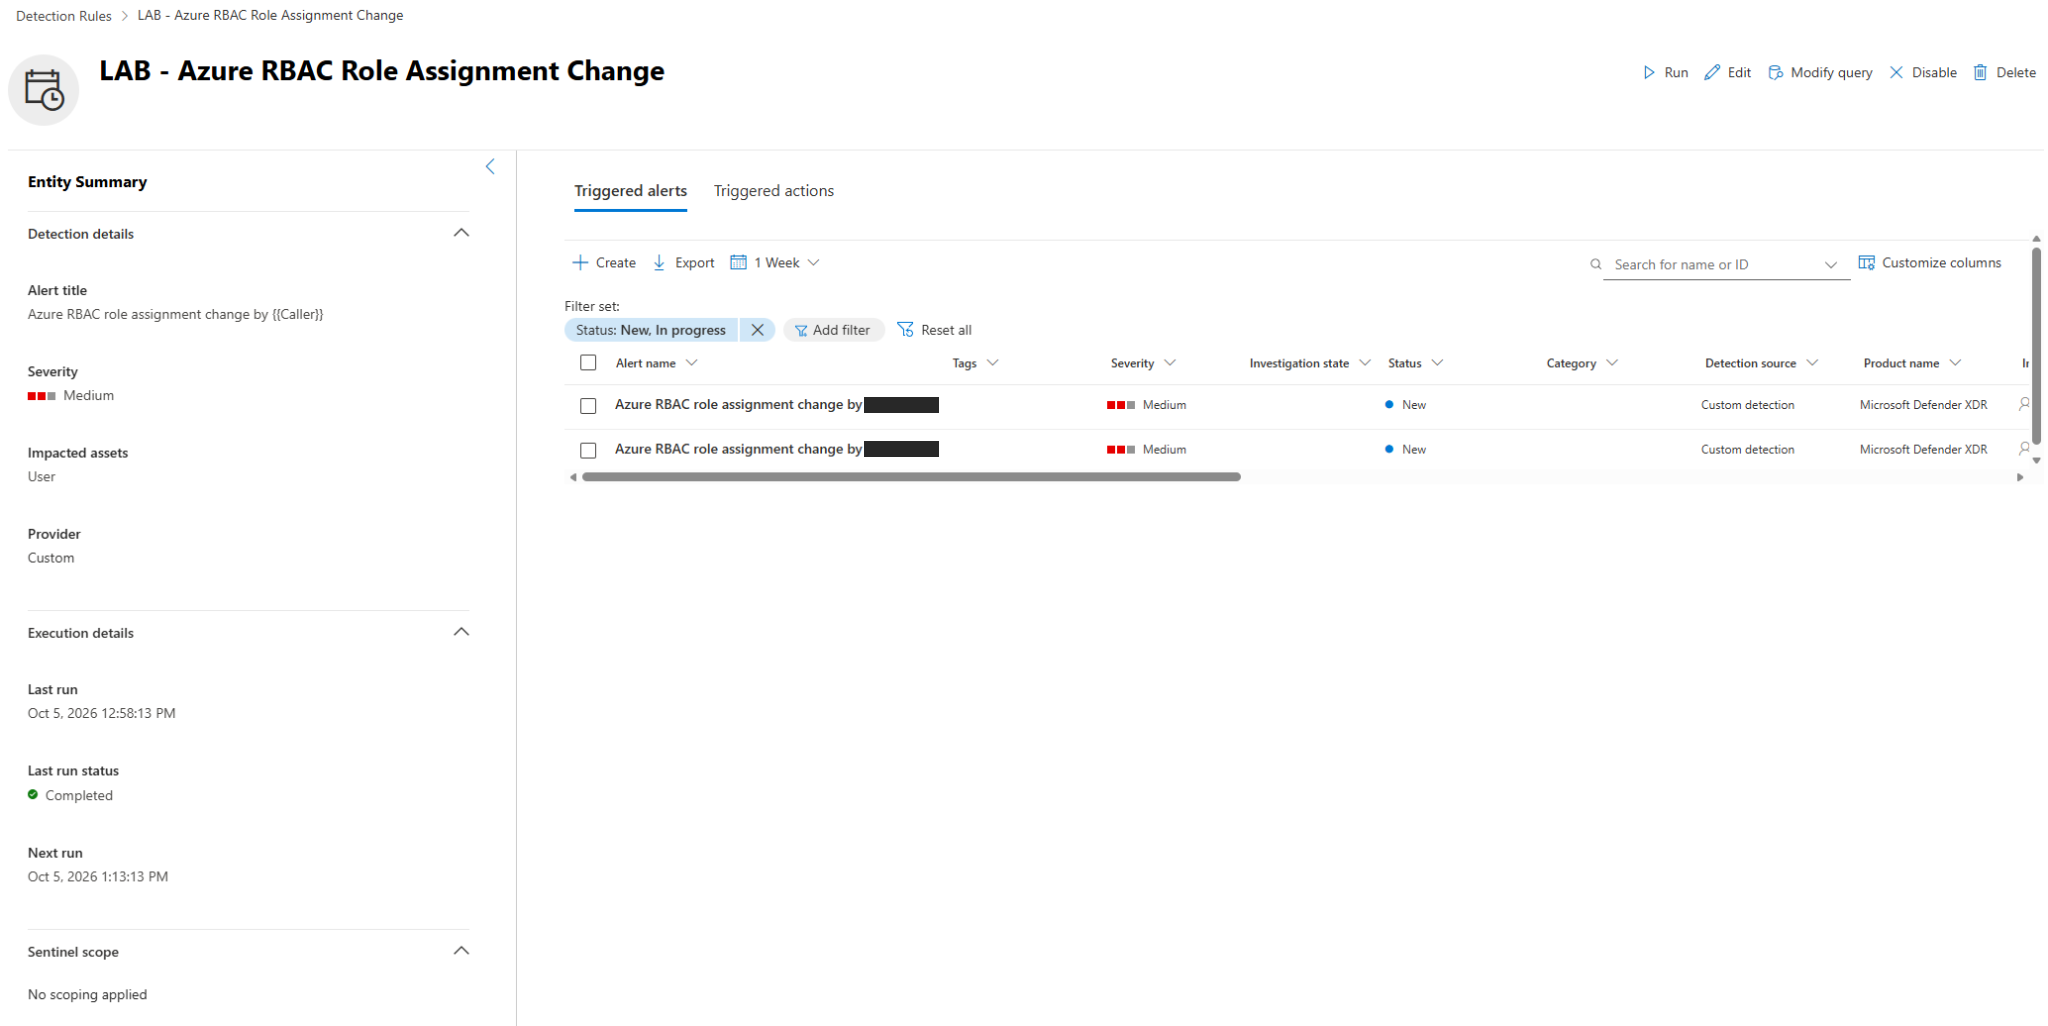 Detection Rules > LAB - Azure RBAC Role Assignment Change
LAB - Azure RBAC Role Assignment Change
Run Edit Modify query Disable Delete
Entity Summary
Detection details
Alert title
Azure RBAC role assignment change by {{Caller}}
Severity
Medium
Impacted assets
User
Provider
Custom
Execution details
Last run
Oct 5, 2026 12:58:13 PM
Last run status
Completed
Next run
Oct 5, 2026 1:13:13 PM
Sentinel scope
No scoping applied
Triggered alerts Triggered actions
Create Export 1 Week Search for name or ID Customize columns
Filter set:
Status: New, In progress Add filter Reset all
Alert name Tags Severity Investigation state Status Category Detection source Product name
Azure RBAC role assignment change by Medium New Custom detection Microsoft Defender XDR
Azure RBAC role assignment change by Medium New Custom detection Microsoft Defender XDR